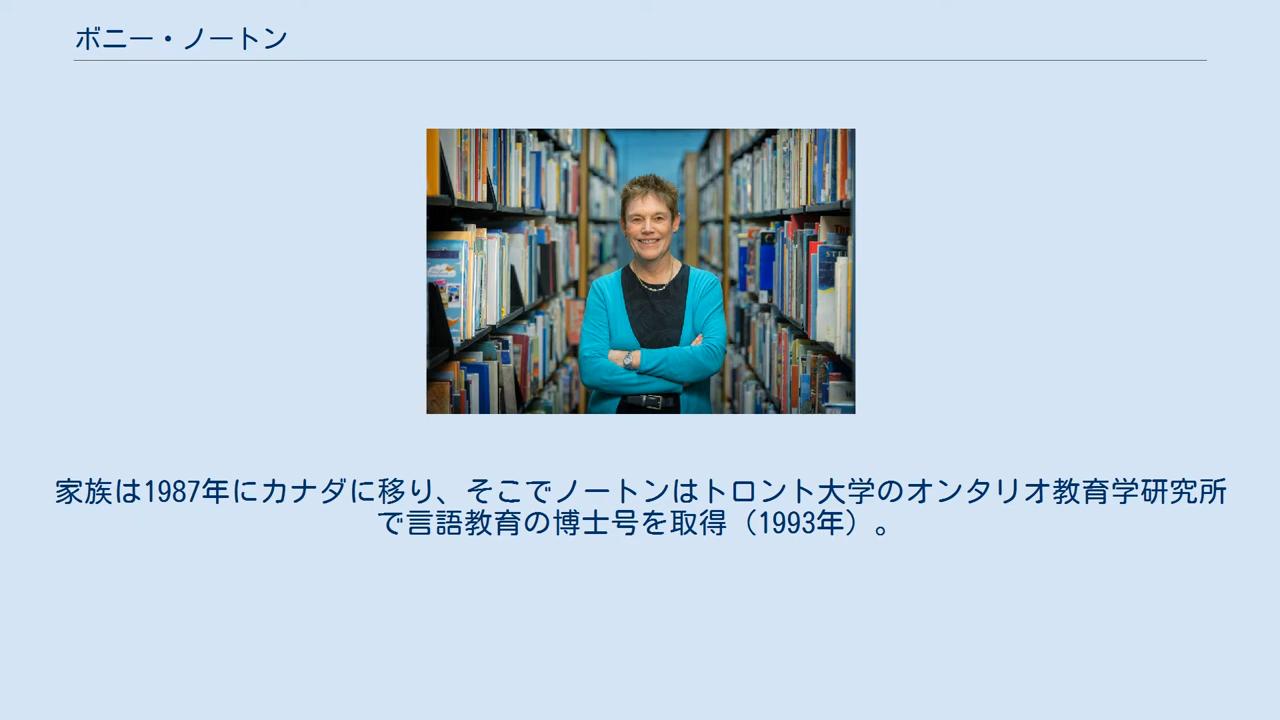 ボニー・ノートン
家族は1987年にカナダに移り、そこでノートンはトロント大学のオンタリオ教育学研究所
で言語教育の博士号を取得（1993年）。